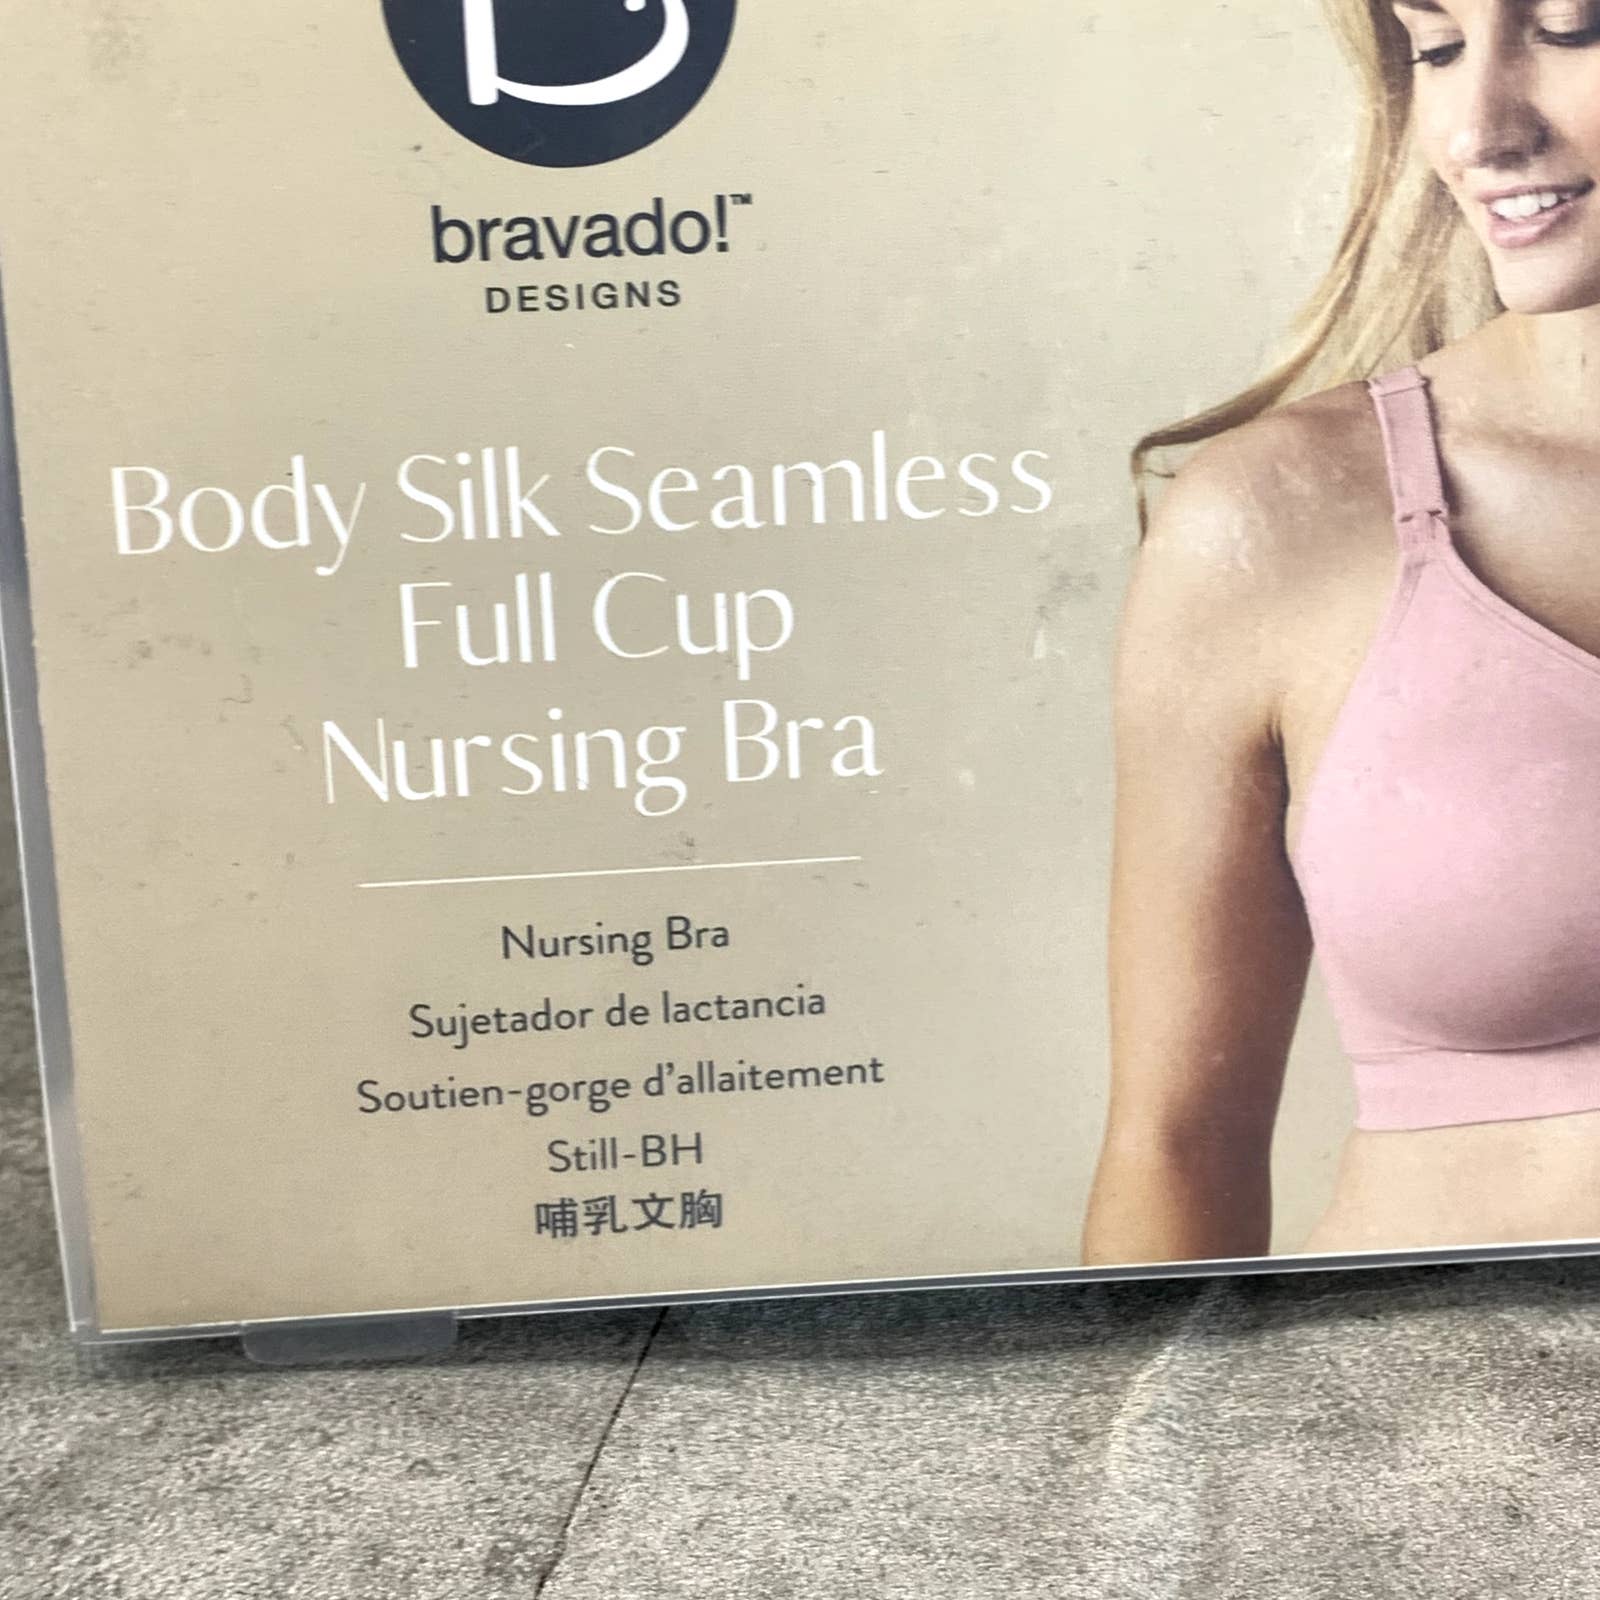 bravado!™
DESIGNS
Body Silk Seamless
Full Cup
Nursing Bra
Nursing Bra
Sujetador de lactancia
Soutien-gorge d'allaitement
Still-BH
哺乳文胸